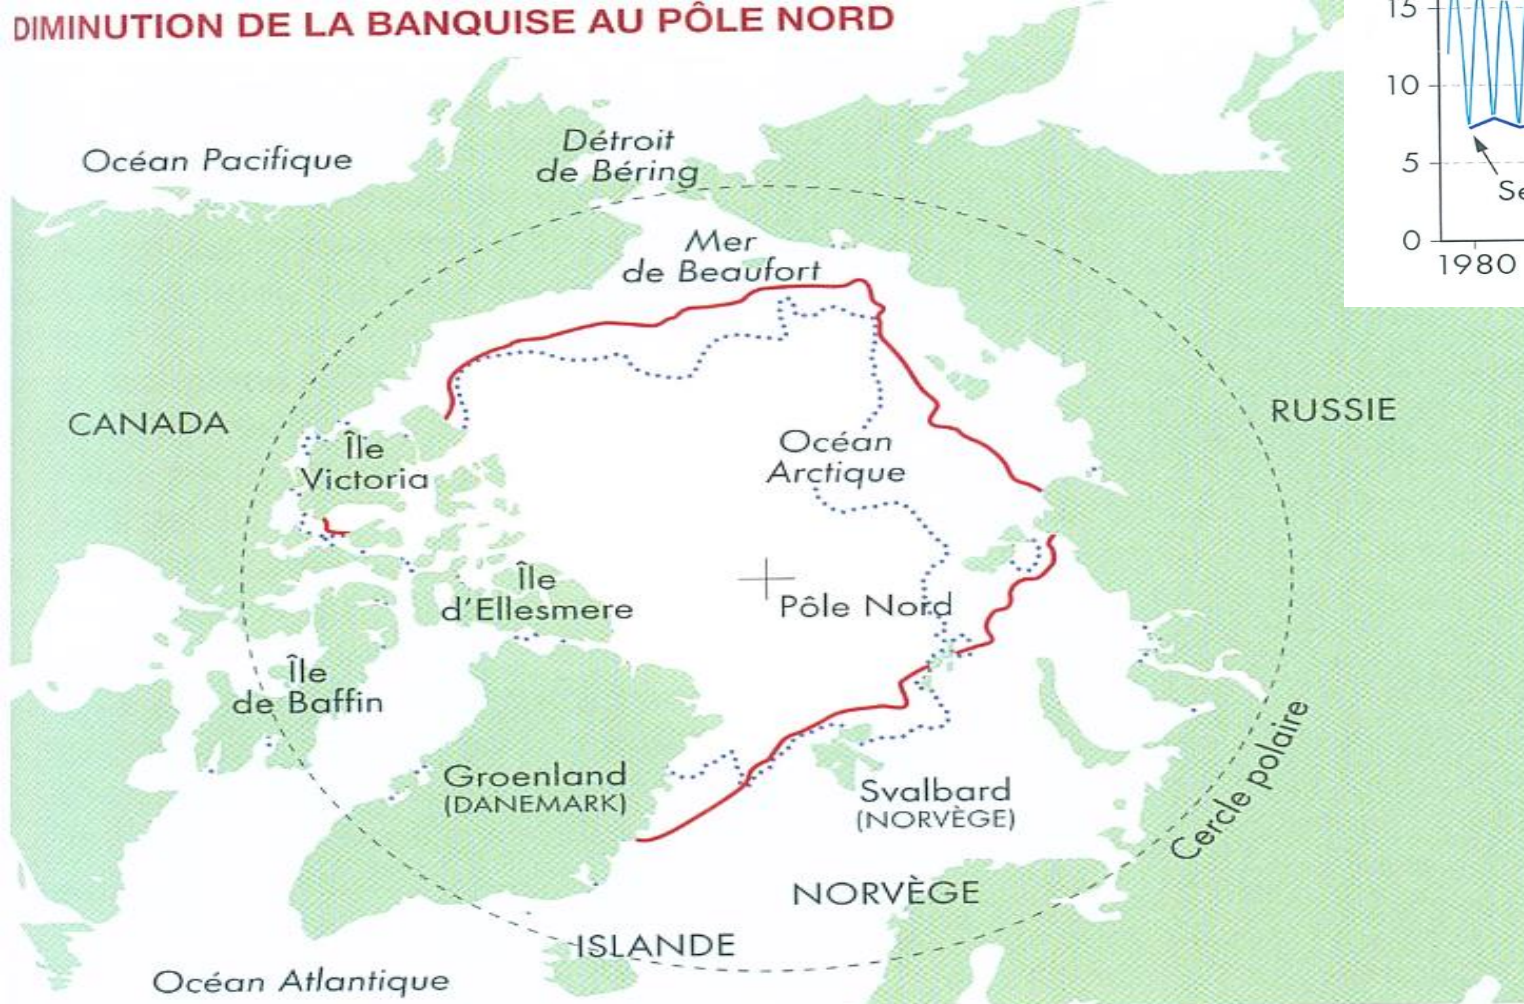 DIMINUTION DE LA BANQUISE AU PÔLE NORD
15
10
5
0
1980
Océan Pacifique
Détroit
de Béring
Mer
de Beaufort
CANADA
RUSSIE
Île
Victoria
Océan
Arctique
Île
d'Ellesmere
Pôle Nord
Île
de Baffin
Cercle polaire
Groenland
(DANEMARK)
Svalbard
(NORVÈGE)
NORVÈGE
ISLANDE
Océan Atlantique